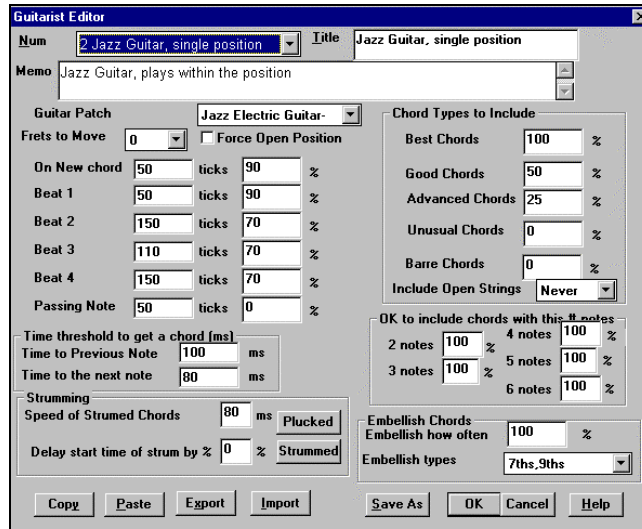 Guitarist Editor
Num 2 Jazz Guitar, single position Title Jazz Guitar, single position
Memo Jazz Guitar, plays within the position
Guitar Patch Jazz Electric Guitar-
Frets to Move 0 Force Open Position
On New chord 50 ticks 90 %
Beat 1 50 ticks 90 %
Beat 2 150 ticks 70 %
Beat 3 110 ticks 70 %
Beat 4 150 ticks 70 %
Passing Note 50 ticks 0 %
Chord Types to Include
Best Chords 100 %
Good Chords 50 %
Advanced Chords 25 %
Unusual Chords 0 %
Barre Chords 0 %
Include Open Strings Never
Time threshold to get a chord (ms)
Time to Previous Note 100 ms
Time to the next note 80 ms
OK to include chords with this # notes
2 notes 100 % 4 notes 100 %
3 notes 100 % 5 notes 100 %
6 notes 100 %
Strumming
Speed of Strumed Chords 80 ms Plucked
Delay start time of strum by % 0 % Strummed
Embellish Chords
Embellish how often 100 %
Embellish types 7ths,9ths
Copy Paste Export Import Save As OK Cancel Help